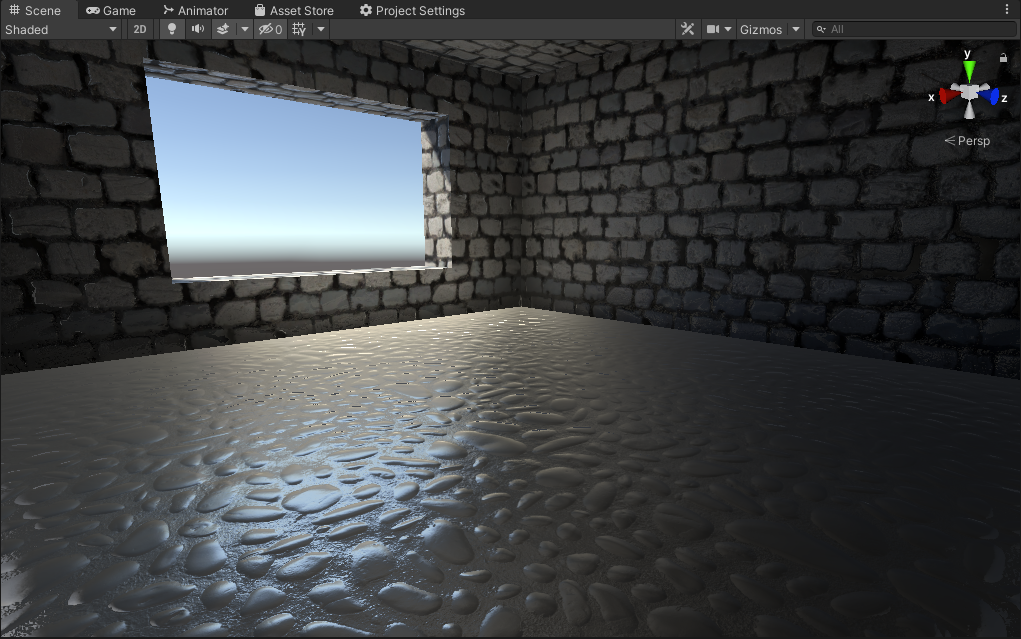 Scene Game Animator Asset Store Project Settings
Shaded 2D 0 Gizmos All
y
x z
Persp